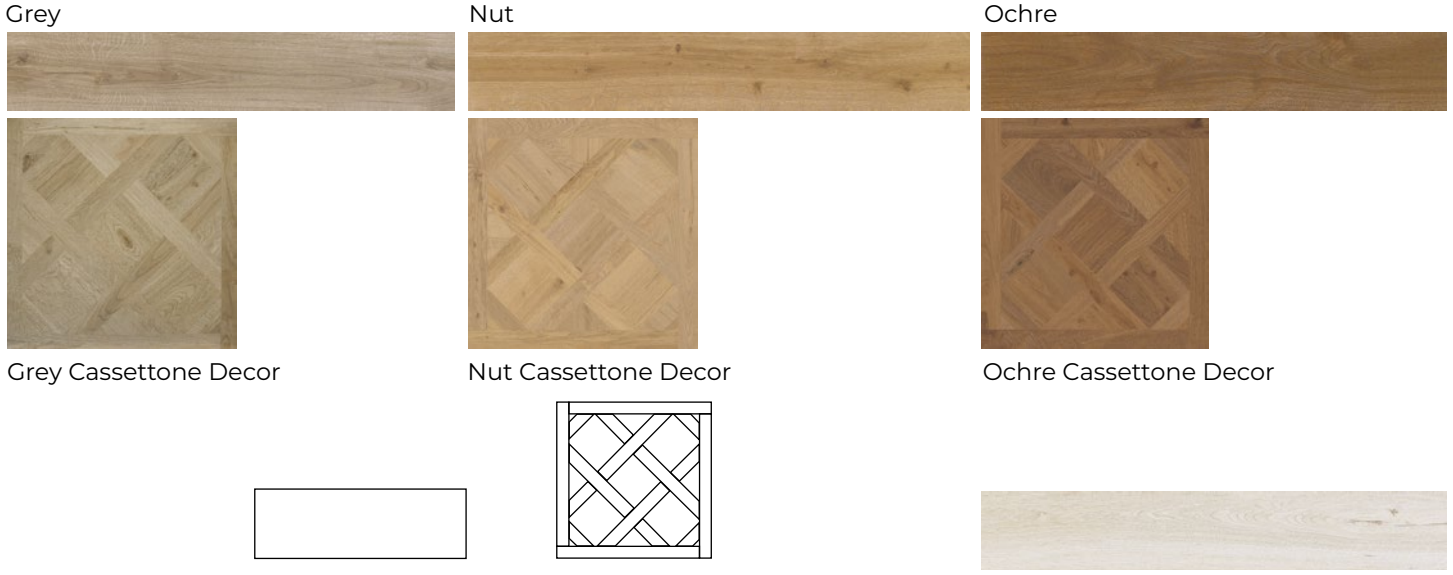 Grey
Nut
Ochre
Grey Cassettone Decor
Nut Cassettone Decor
Ochre Cassettone Decor